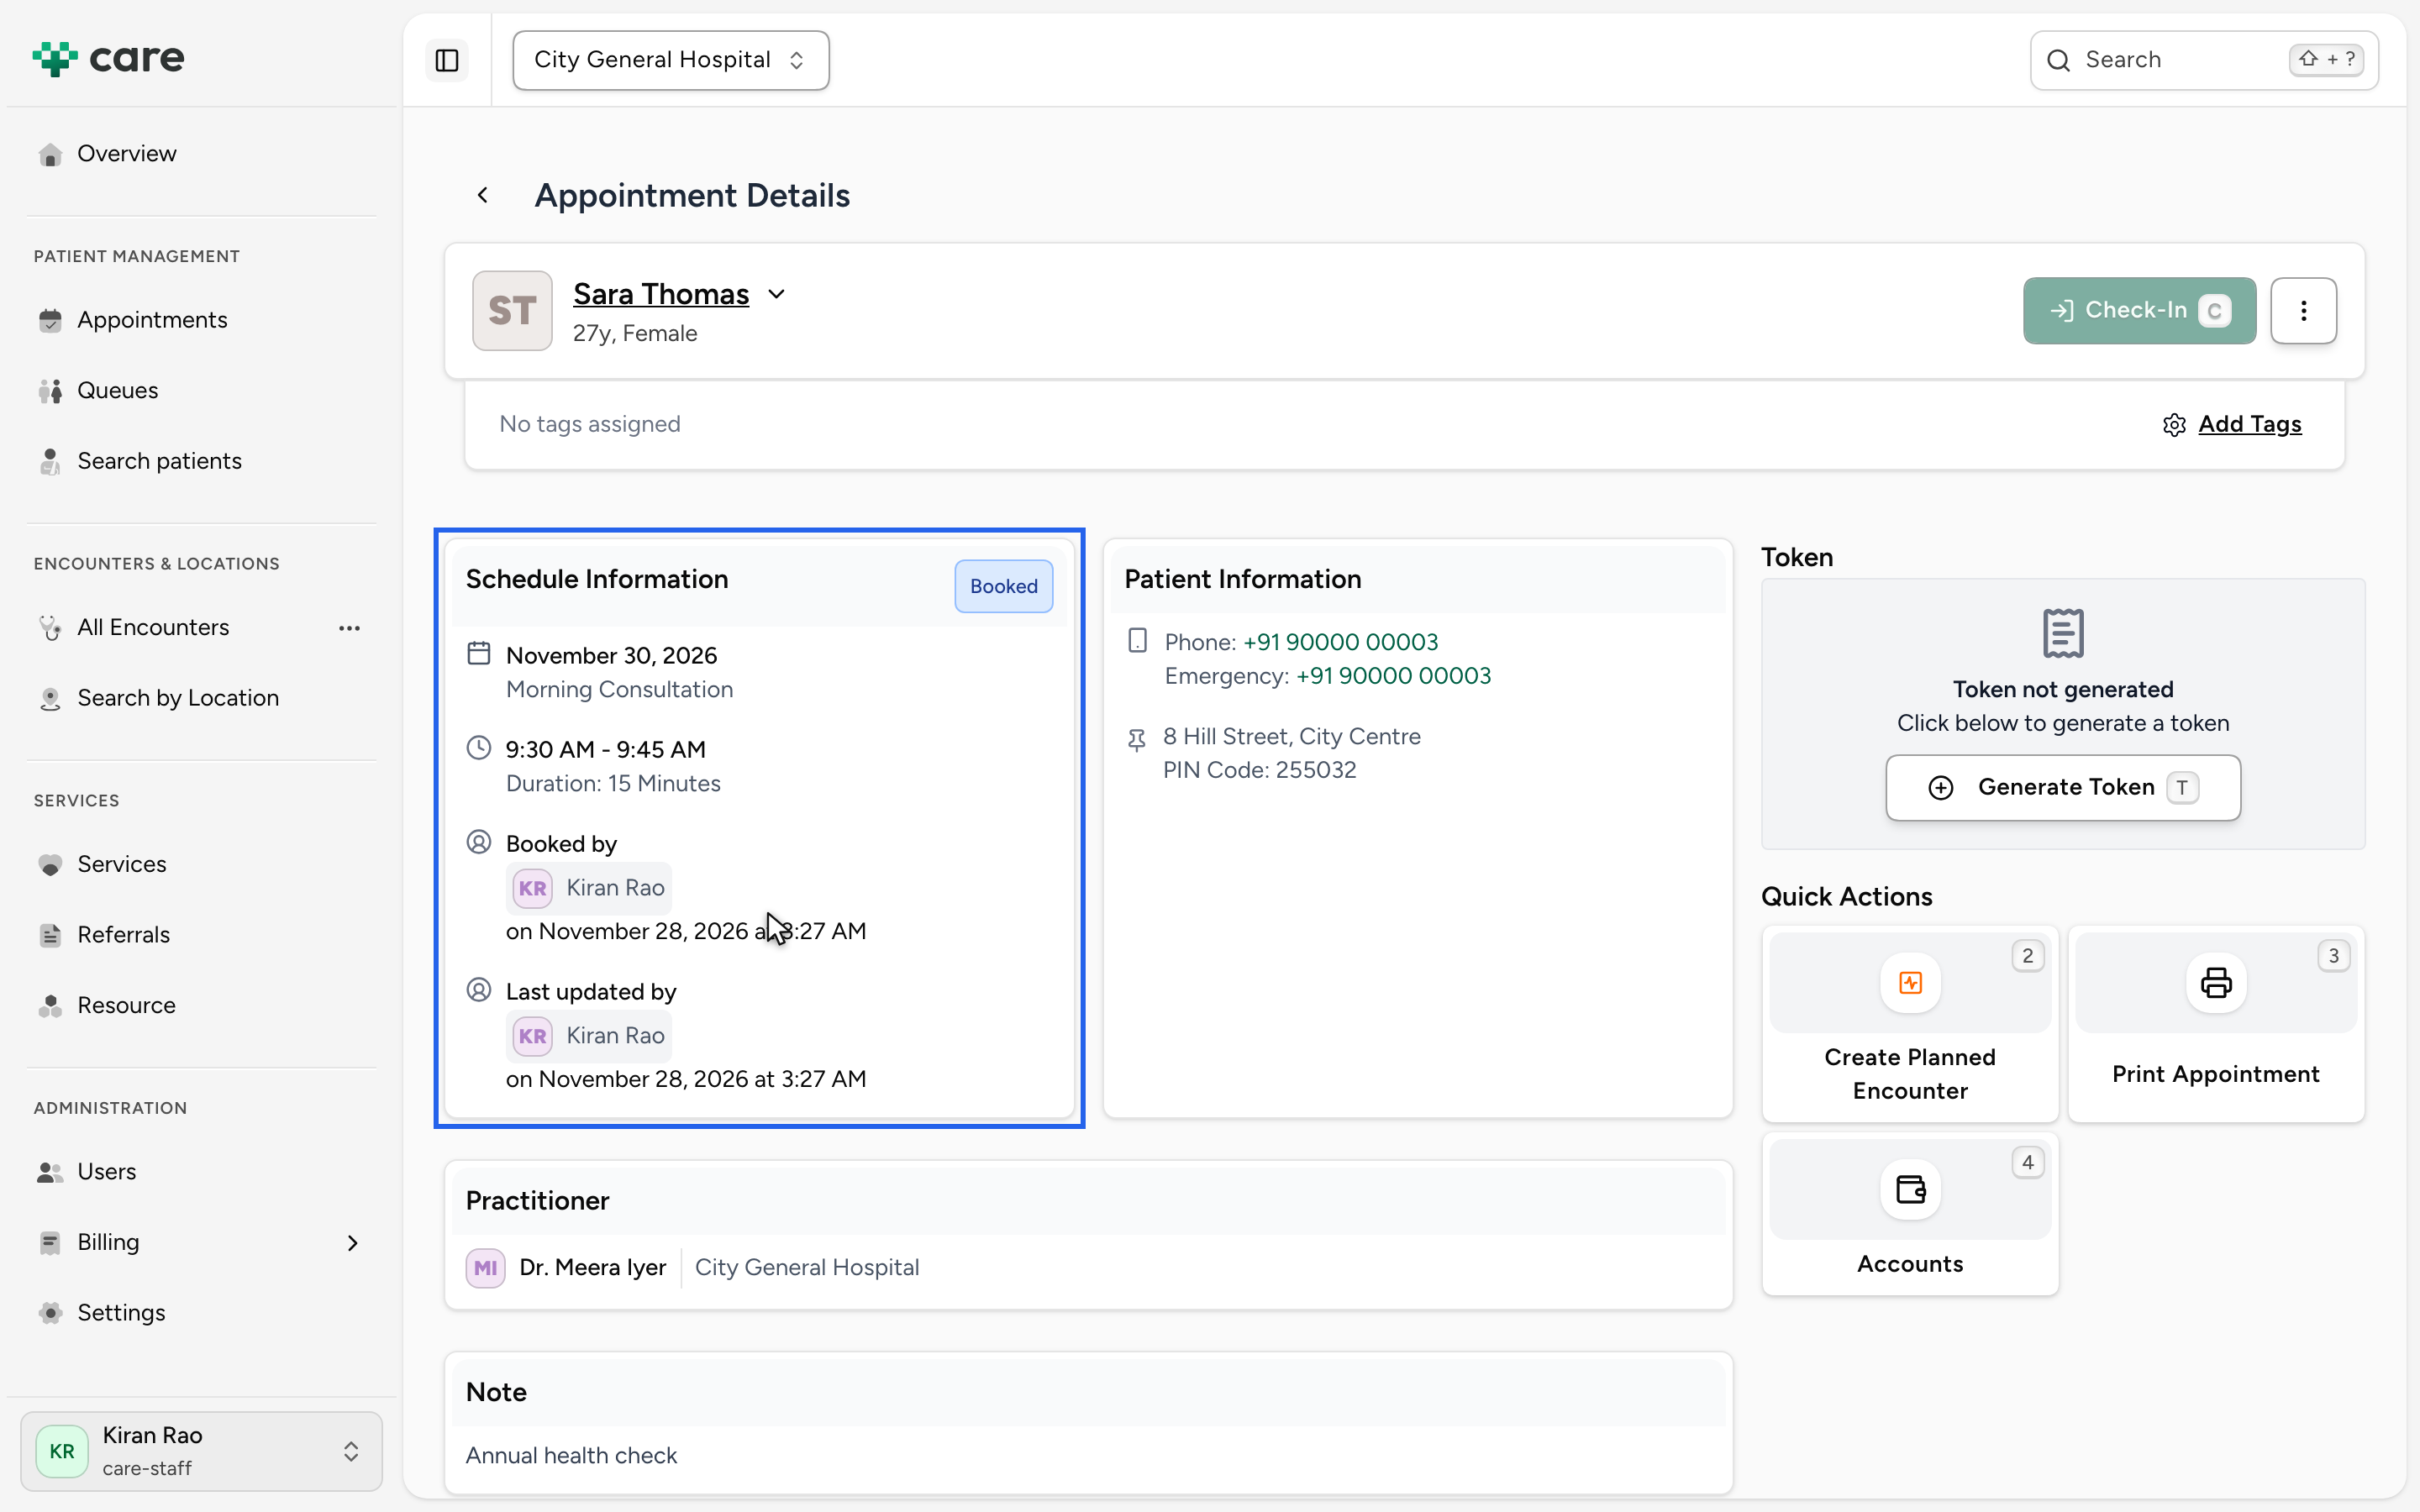 care
City General Hospital
Search
+ ?
Overview
PATIENT MANAGEMENT
Appointments
Queues
Search patients
ENCOUNTERS & LOCATIONS
All Encounters
Search by Location
SERVICES
Services
Referrals
Resource
ADMINISTRATION
Users
Billing
Settings
KR
Kiran Rao
care-staff
Appointment Details
ST
Sara Thomas
27y, Female
Check-In C
No tags assigned
Add Tags
Schedule Information
Booked
November 30, 2026
Morning Consultation
9:30 AM - 9:45 AM
Duration: 15 Minutes
Booked by
KR Kiran Rao
on November 28, 2026 at 3:27 AM
Last updated by
KR Kiran Rao
on November 28, 2026 at 3:27 AM
Patient Information
Phone: +91 90000 00003
Emergency: +91 90000 00003
8 Hill Street, City Centre
PIN Code: 255032
Token
Token not generated
Click below to generate a token
Generate Token T
Quick Actions
2
Create Planned
Encounter
3
Print Appointment
4
Accounts
Practitioner
MI Dr. Meera Iyer City General Hospital
Note
Annual health check